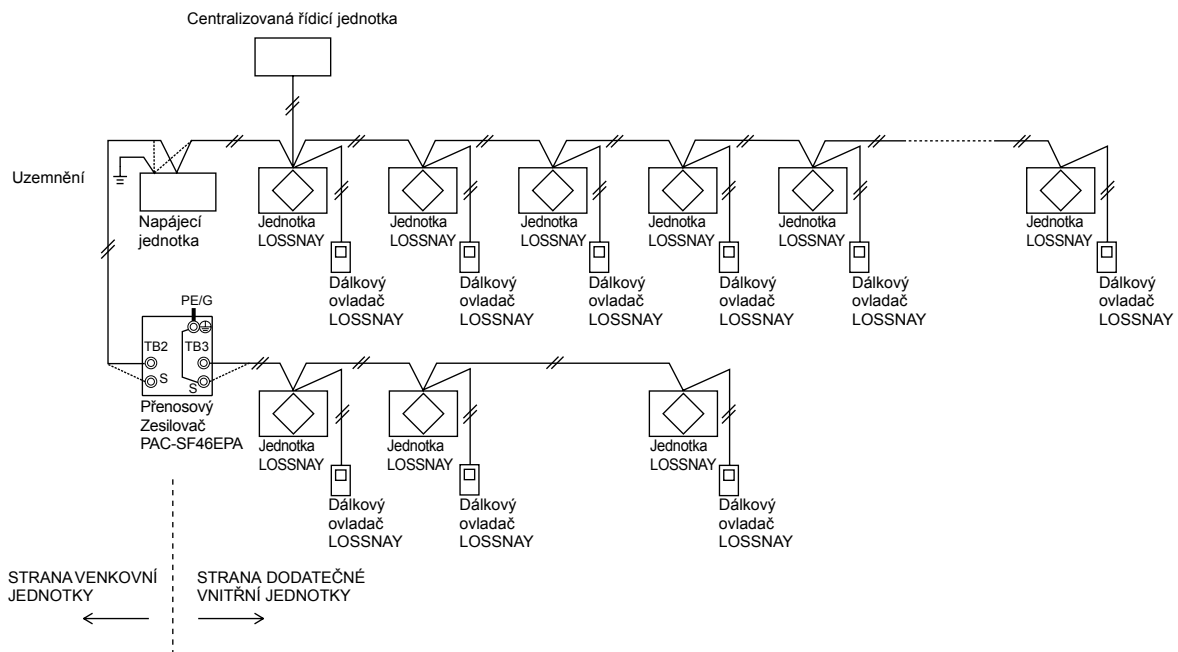 Centralizovaná řídicí jednotka
Uzemnění
Napájecí
jednotka
Jednotka
LOSSNAY
Jednotka
LOSSNAY
Jednotka
LOSSNAY
Jednotka
LOSSNAY
Jednotka
LOSSNAY
Jednotka
LOSSNAY
Dálkový
ovladač
LOSSNAY
Dálkový
ovladač
LOSSNAY
Dálkový
ovladač
LOSSNAY
Dálkový
ovladač
LOSSNAY
Dálkový
ovladač
LOSSNAY
Dálkový
ovladač
LOSSNAY
PE/G
TB2
TB3
S
S
Přenosový
Zesilovač
PAC-SF46EPA
Jednotka
LOSSNAY
Jednotka
LOSSNAY
Jednotka
LOSSNAY
Dálkový
ovladač
LOSSNAY
Dálkový
ovladač
LOSSNAY
Dálkový
ovladač
LOSSNAY
STRANA VENKOVNÍ
JEDNOTKY
STRANA DODATEČNÉ
VNITŘNÍ JEDNOTKY